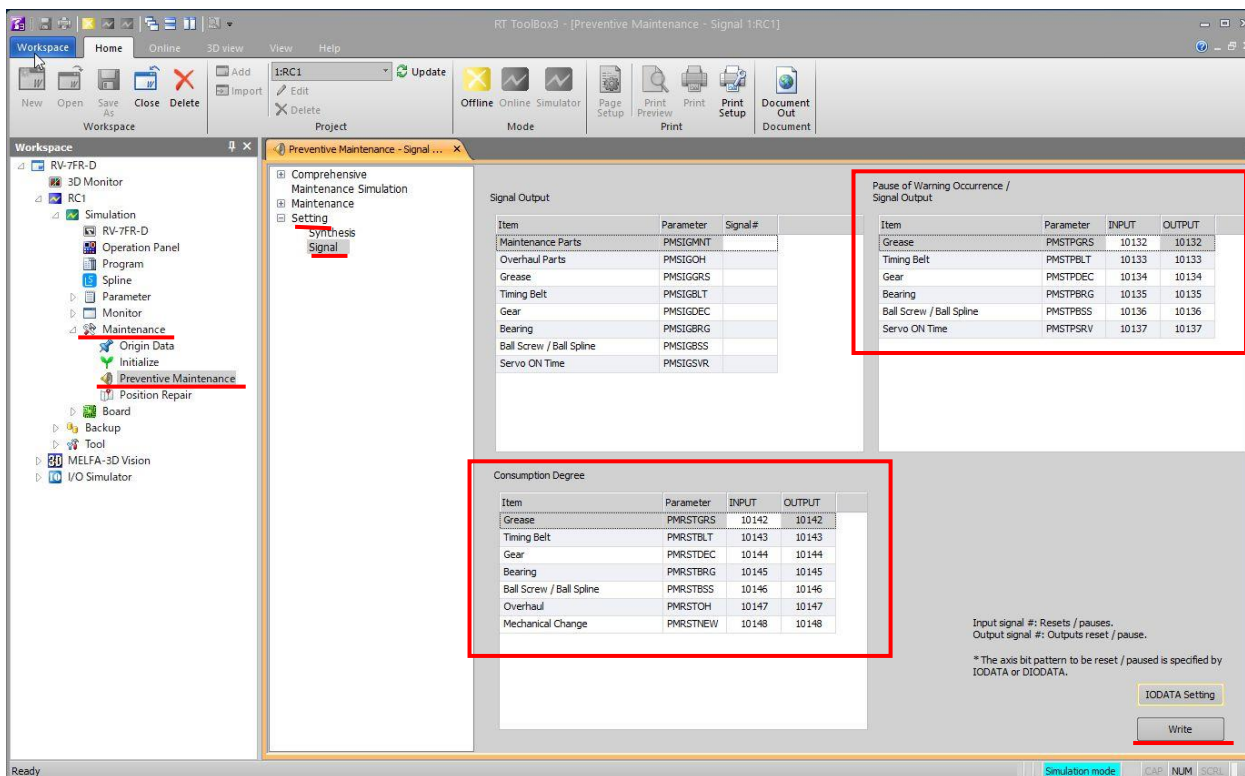 RT ToolBox3 - [Preventive Maintenance - Signal 1:RC1]
Workspace Home Online 3D view View Help
New Open Save As Close Delete
Add
Import
Workspace
1:RC1 Update
Edit
Delete
Project
Offline Online Simulator
Mode
Page Setup
Print Preview Print Print Setup
Print
Document Out
Document
Workspace
RV-7FR-D
3D Monitor
RC1
Simulation
RV-7FR-D
Operation Panel
Program
Spline
Parameter
Monitor
Maintenance
Origin Data
Initialize
Preventive Maintenance
Position Repair
Board
Backup
Tool
MELFA-3D Vision
I/O Simulator
Preventive Maintenance - Signal ...
Comprehensive
Maintenance Simulation
Maintenance
Setting
Synthesis
Signal
Signal Output
Item Parameter Signal#
Maintenance Parts PMSIGMNT
Overhaul Parts PMSIGOH
Grease PMSIGGRS
Timing Belt PMSIGBLT
Gear PMSIGDEC
Bearing PMSIGBRG
Ball Screw / Ball Spline PMSIGBSS
Servo ON Time PMSIGSVR
Pause of Warning Occurrence /
Signal Output
Item Parameter INPUT OUTPUT
Grease PMSTPGRS 10132 10132
Timing Belt PMSTPBLT 10133 10133
Gear PMSTPDEC 10134 10134
Bearing PMSTPBRG 10135 10135
Ball Screw / Ball Spline PMSTPBSS 10136 10136
Servo ON Time PMSTPSRV 10137 10137
Consumption Degree
Item Parameter INPUT OUTPUT
Grease PMRSTGRS 10142 10142
Timing Belt PMRSTBLT 10143 10143
Gear PMRSTDEC 10144 10144
Bearing PMRSTBRG 10145 10145
Ball Screw / Ball Spline PMRSTBSS 10146 10146
Overhaul PMRSTOH 10147 10147
Mechanical Change PMRSTNEW 10148 10148
Input signal #: Resets / pauses.
Output signal #: Outputs reset / pause.
* The axis bit pattern to be reset / paused is specified by
IODATA or DIODATA.
IODATA Setting
Write
Ready Simulation mode CAP NUM SCRL